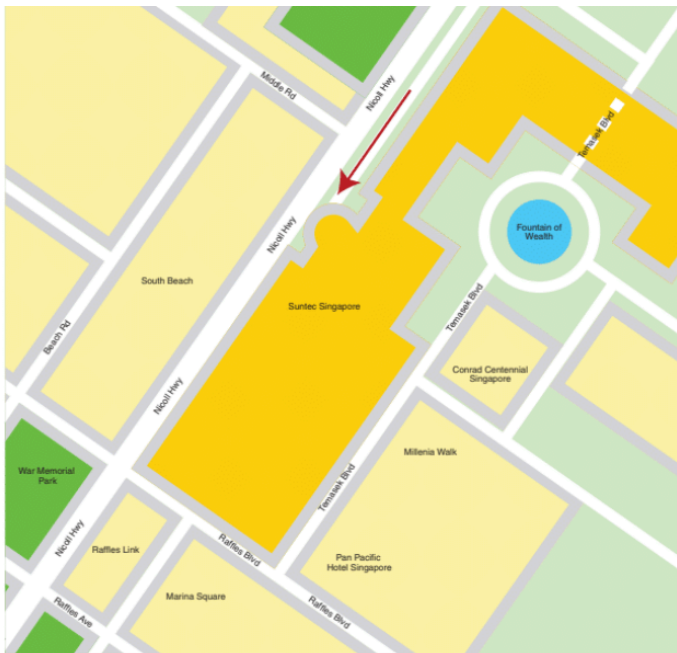 Middle Rd
Nicoll Hwy
Temasek Blvd
Fountain of
Wealth
Nicoll Hwy
South Beach
Suntec Singapore
Temasek Blvd
Beach Rd
Conrad Centennial
Singapore
Nicoll Hwy
Millenia Walk
War Memorial
Park
Temasek Blvd
Nicoll Hwy
Raffles Link
Raffles Blvd
Pan Pacific
Hotel Singapore
Marina Square
Raffles Blvd
Raffles Ave